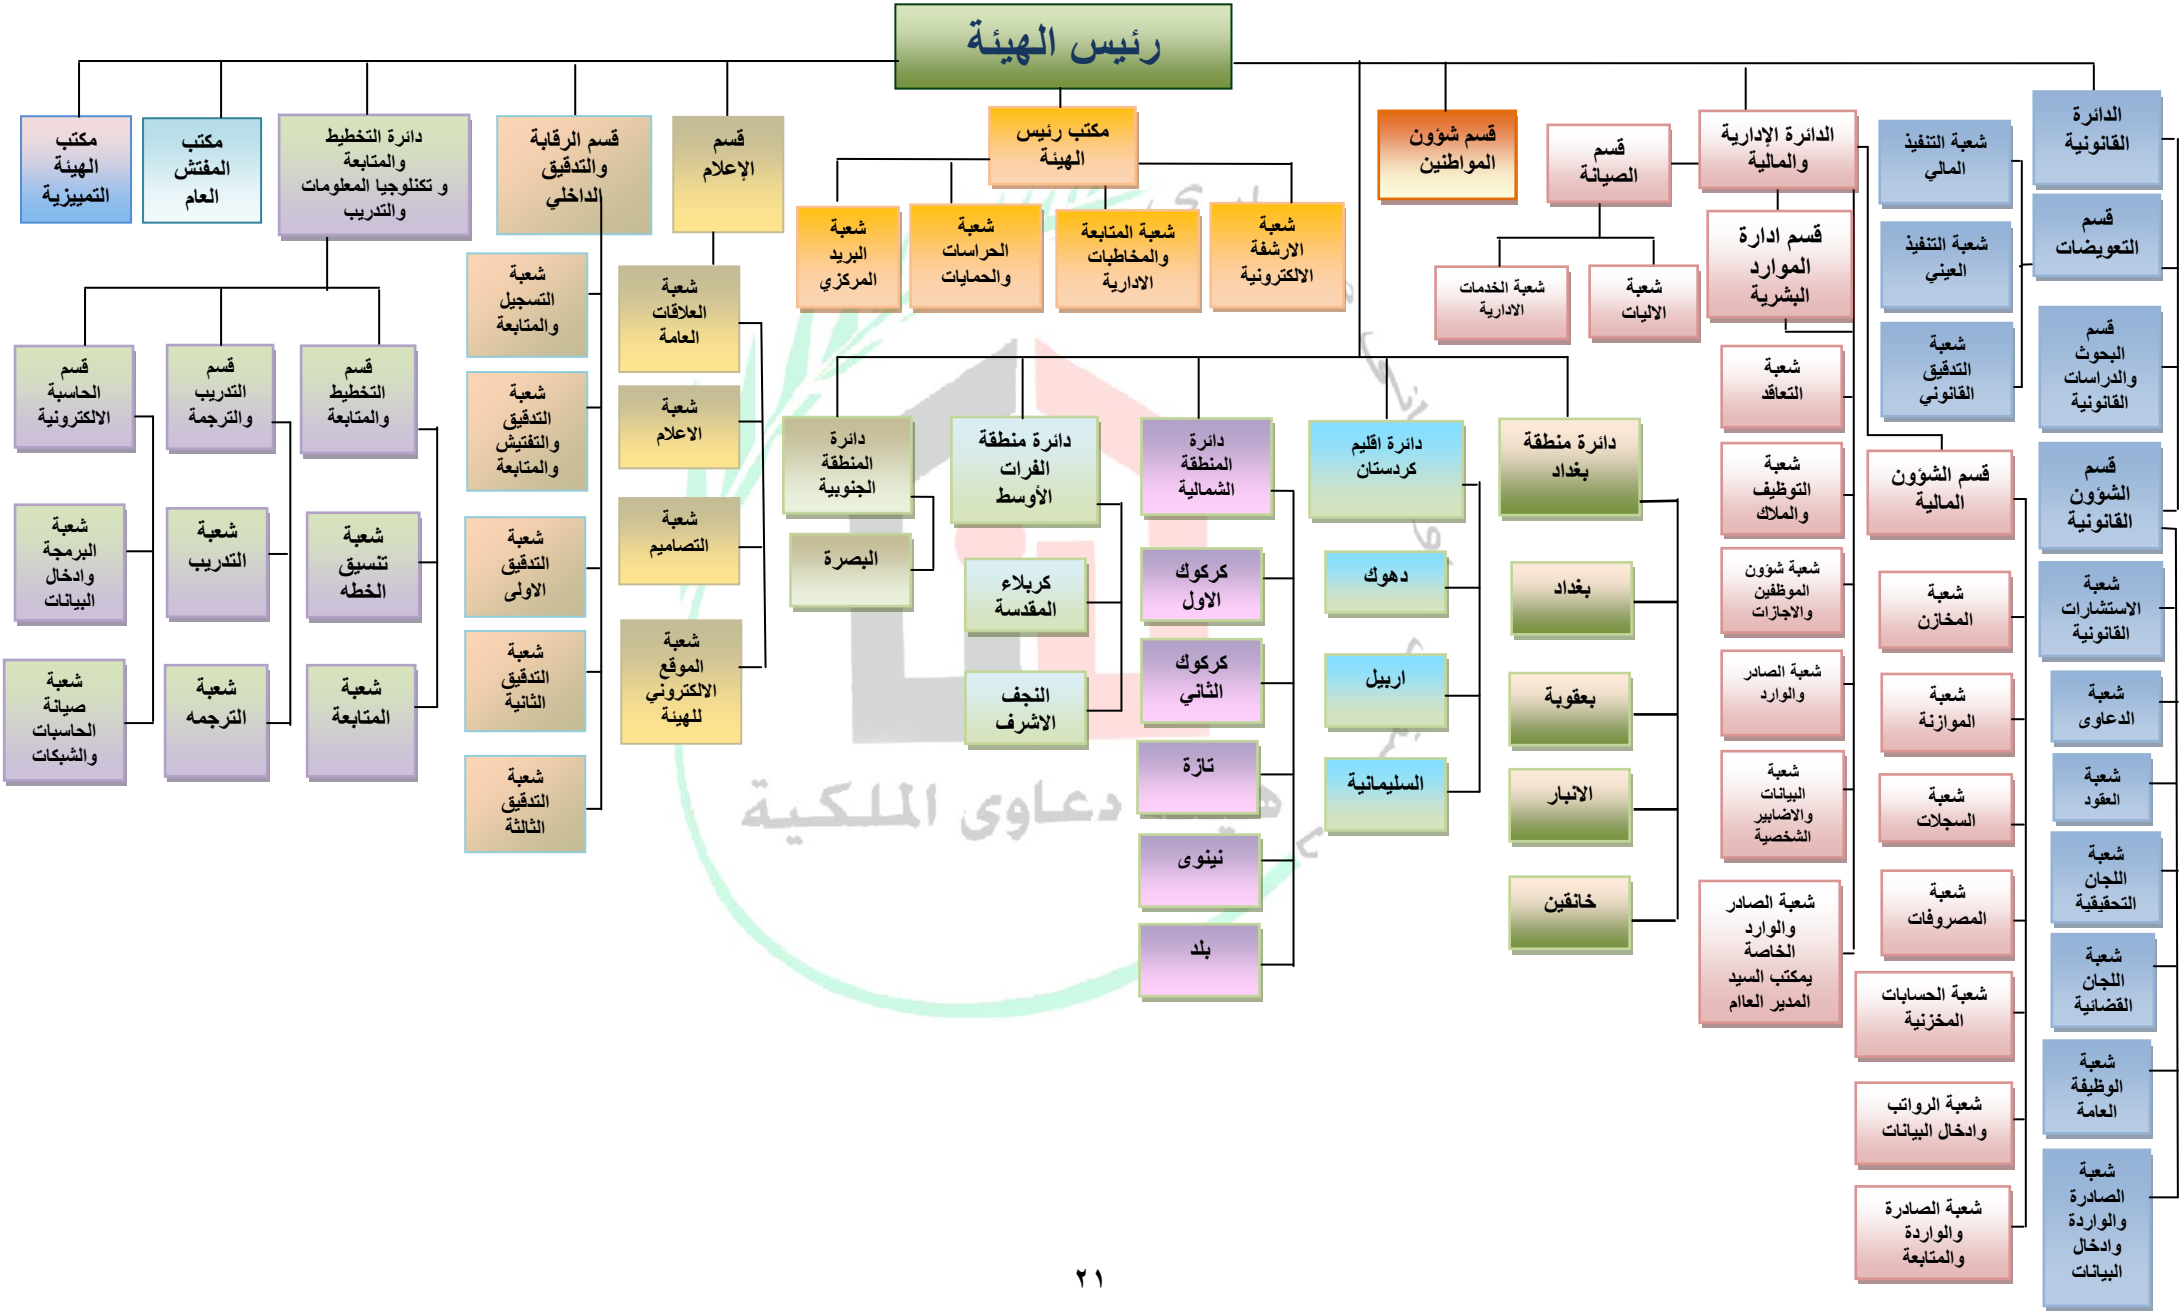 رئيس الهيئة
الدائرة
القانونية
قسم
التعويضات
شعبة التنفيذ
المالي
شعبة التنفيذ
العيني
شعبة
التدقيق
القانوني
قسم
البحوث
والدراسات
القانونية
قسم
الشؤون
القانونية
شعبة
الاستشارات
القانونية
شعبة
الدعاوى
شعبة
العقود
شعبة
اللجان
التحقيقية
شعبة
اللجان
القضائية
شعبة
الوظيفة
العامة
شعبة
الصادرة
والواردة
وادخال
البيانات
الدائرة الإدارية
والمالية
قسم
الصيانة
شعبة
الاليات
شعبة الخدمات
الادارية
قسم ادارة
الموارد
البشرية
شعبة
التعاقد
شعبة
التوظيف
والملاك
شعبة شؤون
الموظفين
والاجازات
شعبة الصادر
والوارد
شعبة
البيانات
والاضابير
الشخصية
شعبة الصادر
والوارد
الخاصة
يمكتب السيد
المدير العاام
قسم الشؤون
المالية
شعبة
المخازن
شعبة
الموازنة
شعبة
السجلات
شعبة
المصروفات
شعبة الحسابات
المخزنية
شعبة الرواتب
وادخال البيانات
شعبة الصادرة
والواردة
والمتابعة
قسم شؤون
المواطنين
مكتب رئيس
الهيئة
شعبة
الارشفة
الالكترونية
شعبة المتابعة
والمخاطبات
الادارية
شعبة
الحراسات
والحمايات
شعبة
البريد
المركزي
دائرة منطقة
بغداد
بغداد
بعقوبة
الانبار
خانقين
دائرة اقليم
كردستان
دهوك
اربيل
السليمانية
دائرة
المنطقة
الشمالية
كركوك
الاول
كركوك
الثاني
تازة
نينوى
بلد
دائرة منطقة
الفرات
الأوسط
كربلاء
المقدسة
النجف
الاشرف
دائرة
المنطقة
الجنوبية
البصرة
قسم
الإعلام
شعبة
العلاقات
العامة
شعبة
الاعلام
شعبة
التصاميم
شعبة
الموقع
الالكتروني
للهيئة
قسم الرقابة
والتدقيق
الداخلي
شعبة
التسجيل
والمتابعة
شعبة
التدقيق
والتفتيش
والمتابعة
شعبة
التدقيق
الاولى
شعبة
التدقيق
الثانية
شعبة
التدقيق
الثالثة
دائرة التخطيط
والمتابعة
و تكنلوجيا المعلومات
والتدريب
قسم
التخطيط
والمتابعة
شعبة
تنسيق
الخطه
شعبة
المتابعة
قسم
التدريب
والترجمة
شعبة
التدريب
شعبة
الترجمه
قسم
الحاسبة
الالكترونية
شعبة
البرمجة
وادخال
البيانات
شعبة
صيانة
الحاسبات
والشبكات
مكتب
المفتش
العام
مكتب
الهيئة
التمييزية
دعاوى الملكية
٢١